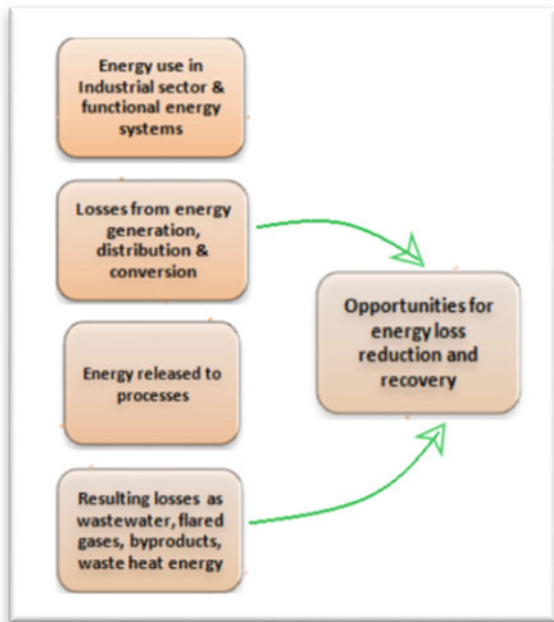 Energy use in
Industrial sector &
functional energy
systems
Losses from energy
generation,
distribution &
conversion
Opportunities for
energy loss
reduction and
recovery
Energy released to
processes
Resulting losses as
wastewater, flared
gases, byproducts,
waste heat energy